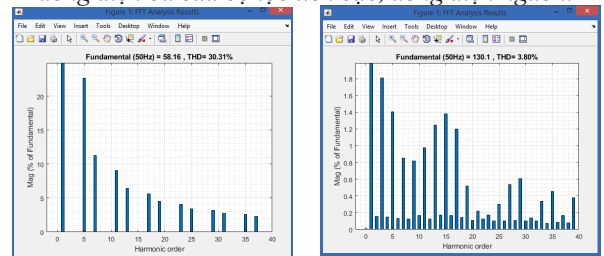 Figure 1: FFT Analysis Results
File Edit View Insert Tools Desktop Window Help
Fundamental (50Hz) = 58.16 , THD= 30.31%
Mag (% of Fundamental)
20
15
10
5
0
0 5 10 15 20 25 30 35 40
Harmonic order
Figure 1: FFT Analysis Results
File Edit View Insert Tools Desktop Window Help
Fundamental (50Hz) = 130.1 , THD= 3.80%
Mag (% of Fundamental)
1.8
1.6
1.4
1.2
1
0.8
0.6
0.4
0.2
0
0 5 10 15 20 25 30 35 40
Harmonic order